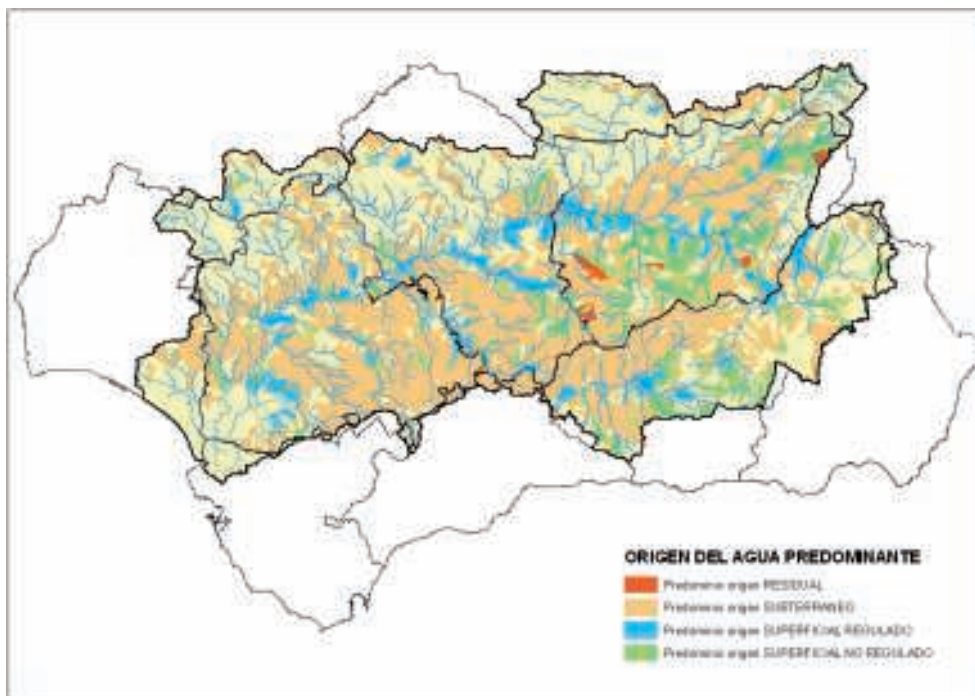 ORIGEN DEL AGUA PREDOMINANTE
Predominio origen RESIDUAL
Predominio origen SUBTERRANEO
Predominio origen SUPERFICIAL REGULADO
Predominio origen SUPERFICIAL NO REGULADO